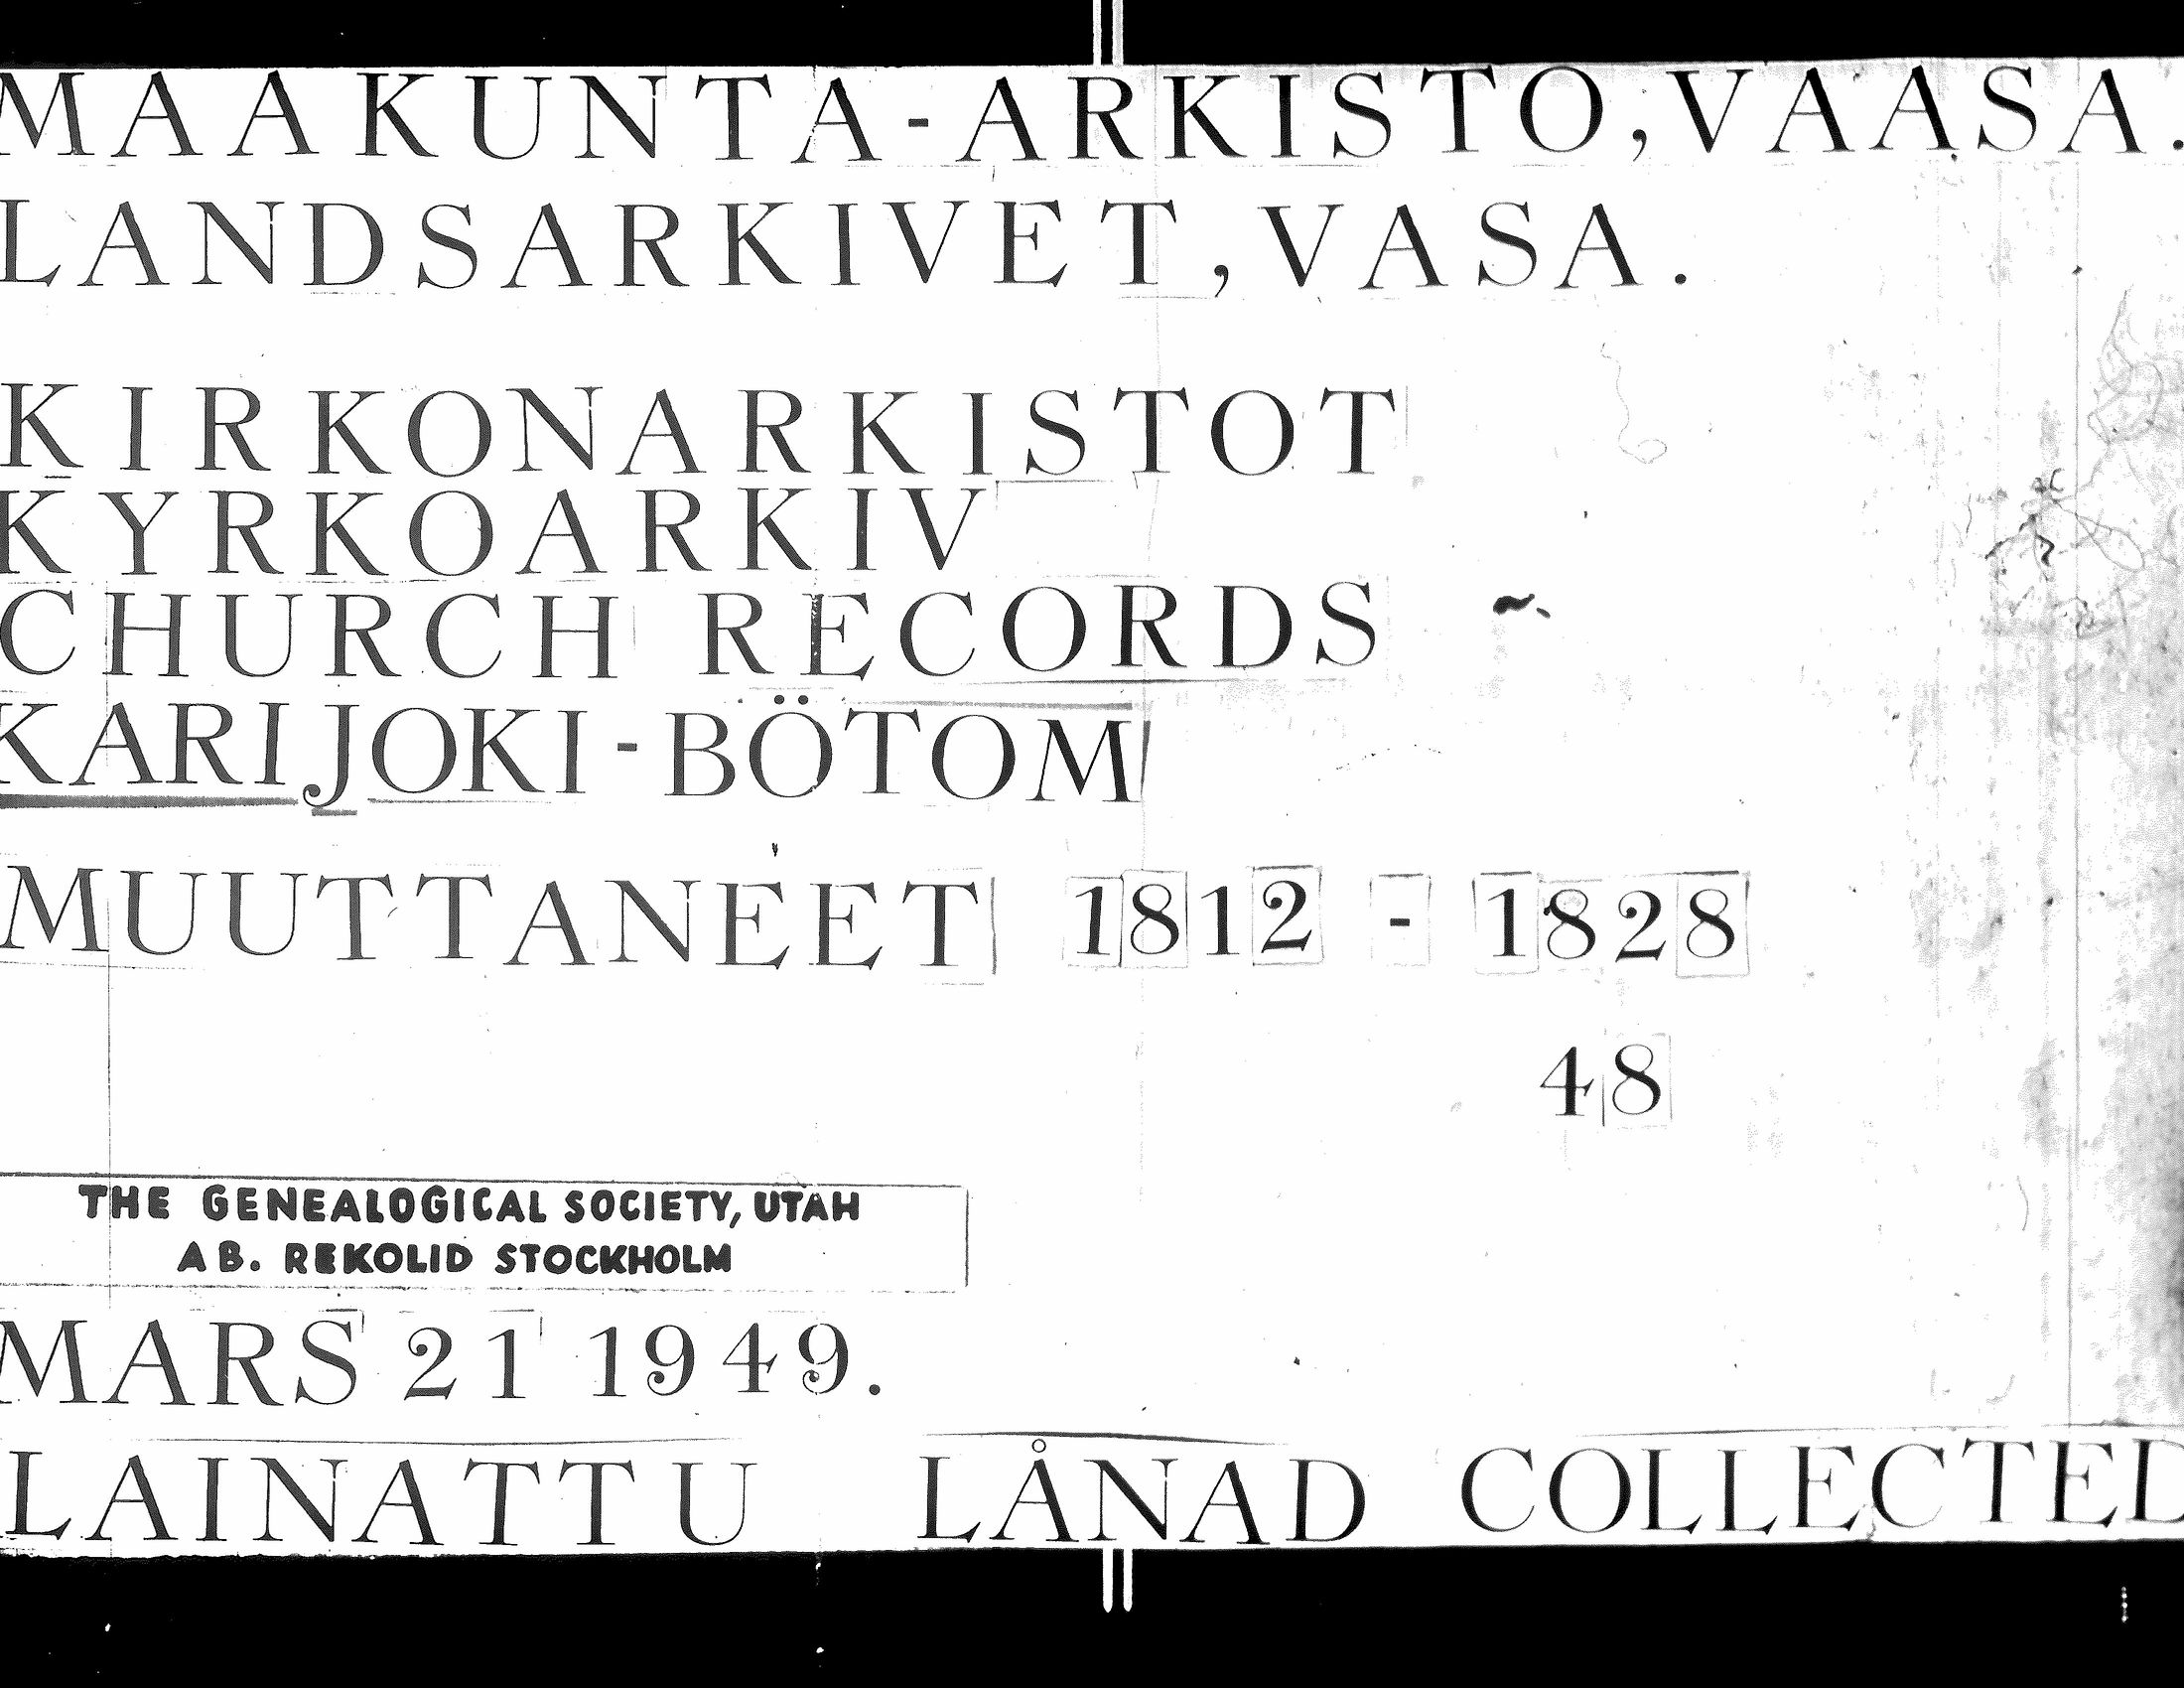 MAAKUNTA-ARKISTO, VAASA.
LANDSARKIVET, VASA.
KIRKONARKISTOT
KYRKOARKIV
CHURCH RECORDS
KARIJOKI-BÖTOM
MUUTTANEET 1812 - 1828
48
THE GENEALOGICAL SOCIETY, UTAH
AB. REKOLID STOCKHOLM
MARS 21 1949.
LAINATTU LÅNAD COLLECTED